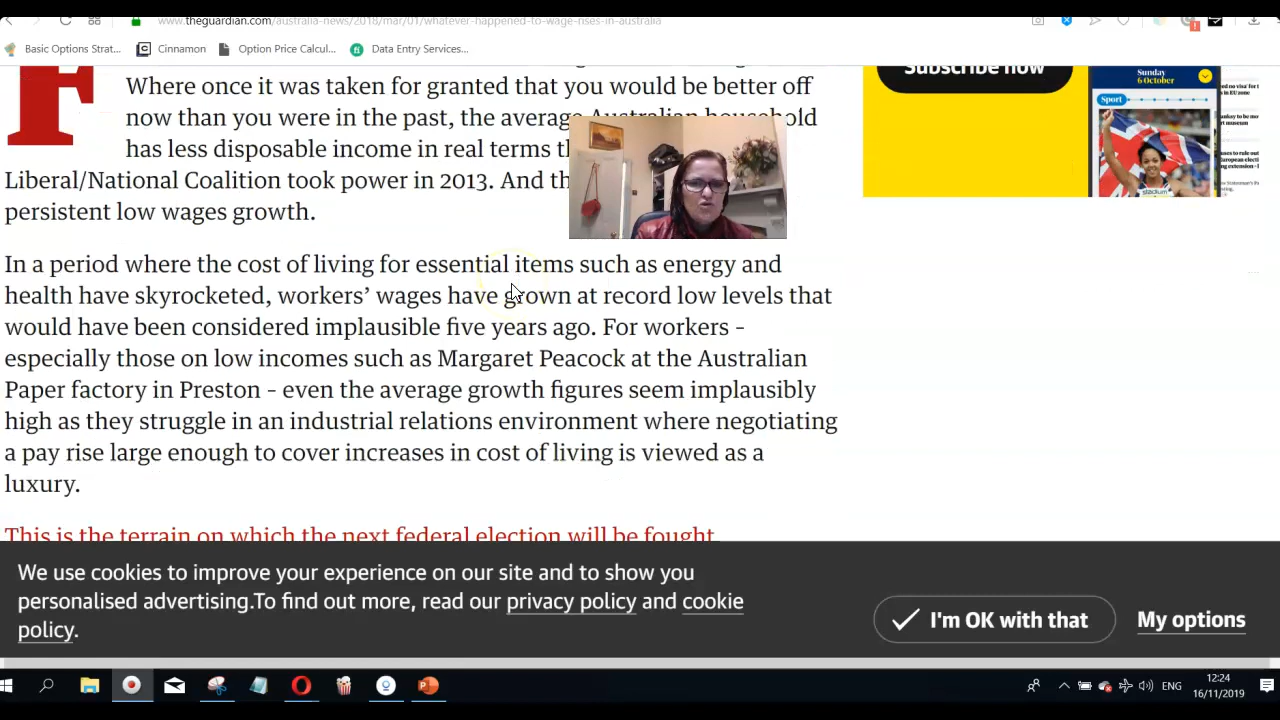 www.theguardian.com/australia-news/2018/mar/01/whatever-happened-to-wage-rises-in-australia
Basic Options Strat...
Cinnamon
Option Price Calcul...
Data Entry Services...
F
Where once it was taken for granted that you would be better off
now than you were in the past, the average Australian household
has less disposable income in real terms
Liberal/National Coalition took power in 2013. And
persistent low wages growth.
In a period where the cost of living for essential items such as energy and
health have skyrocketed, workers’ wages have grown at record low levels that
would have been considered implausible five years ago. For workers –
especially those on low incomes such as Margaret Peacock at the Australian
Paper factory in Preston – even the average growth figures seem implausibly
high as they struggle in an industrial relations environment where negotiating
a pay rise large enough to cover increases in cost of living is viewed as a
luxury.
This is the terrain on which the next federal election will be fought
Subscribe now
Sunday
6 October
Sport
We use cookies to improve your experience on our site and to show you
personalised advertising.To find out more, read our privacy policy and cookie
policy.
I'm OK with that
My options
ENG
12:24
16/11/2019